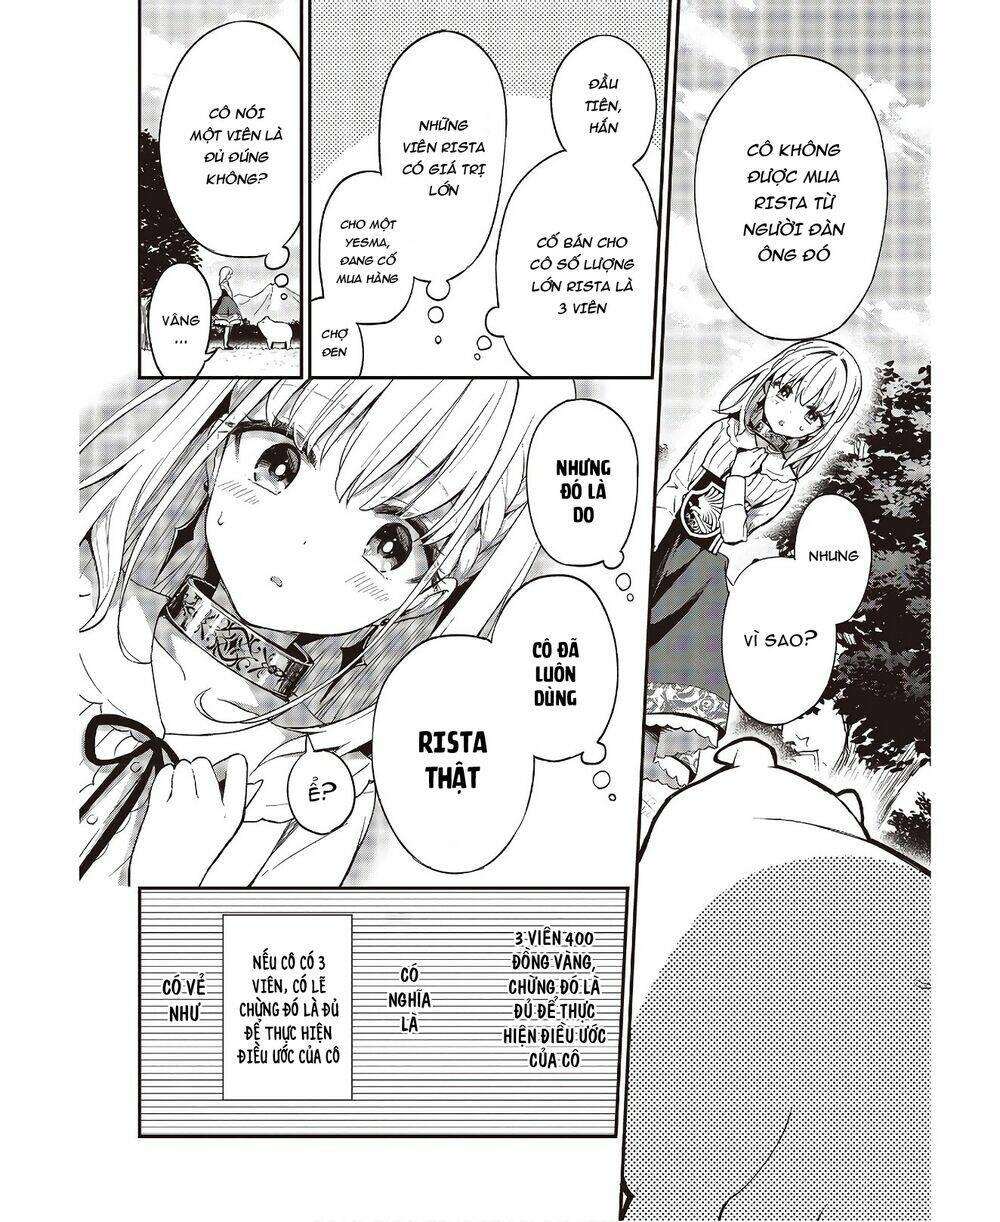 CÔ KHÔNG
ĐƯỢC MUA
RISTA TỪ
NGƯỜI ĐÀN
ÔNG ĐÓ
NHƯNG
VÌ SAO?
ĐẦU
TIÊN,
HẮN
CỐ BÁN CHO
CÔ SỐ LƯỢNG
LỚN RISTA LÀ
3 VIÊN
NHỮNG
VIÊN RISTA
CÓ GIÁ TRỊ
LỚN
CHO MỘT
YESMA,
ĐANG CỐ
MUA HÀNG
CHỢ
ĐEN
CÔ NÓI
MỘT VIÊN LÀ
ĐỦ ĐÚNG
KHÔNG?
VÂNG
...
NHƯNG
ĐÓ LÀ
DO
CÔ ĐÃ
LUÔN
DÙNG
RISTA
THẬT
Ể?
3 VIÊN 400
ĐỒNG VÀNG,
CHỪNG ĐÓ LÀ
ĐỦ ĐỂ THỰC
HIỆN ĐIỀU ƯỚC
CỦA CÔ
CÓ
NGHĨA
LÀ
NẾU CÔ CÓ 3
VIÊN, CÓ LẼ
CHỪNG ĐÓ LÀ ĐỦ
ĐỂ THỰC HIỆN
ĐIỀU ƯỚC CỦA CÔ
CÓ VẺ
NHƯ